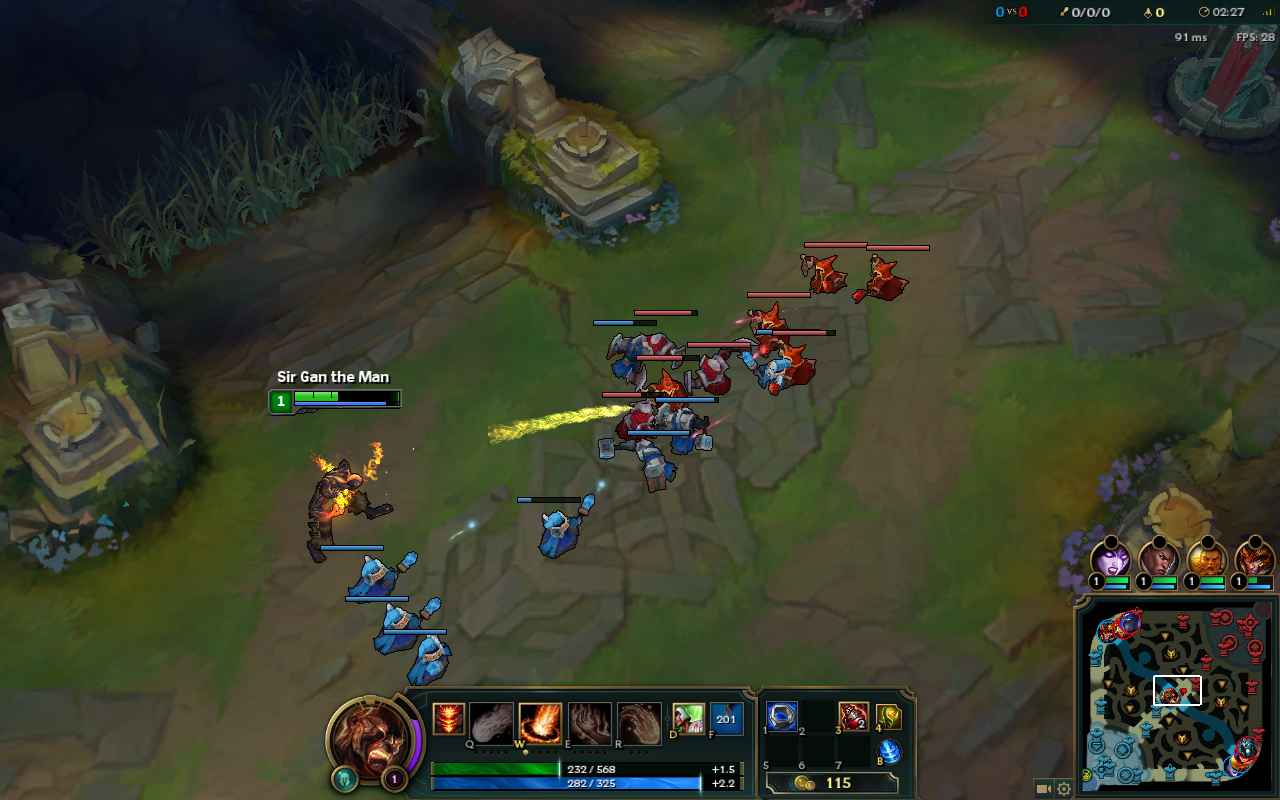 0 vs 0 0/0/0 0 02:27
91 ms FPS: 28
Sir Gan the Man
1
1 1 1 1
201
Q W E R D F
1 2 3 2 4
232 / 568 +1.5
5 6 7 B
282 / 325 +2.2
1
115